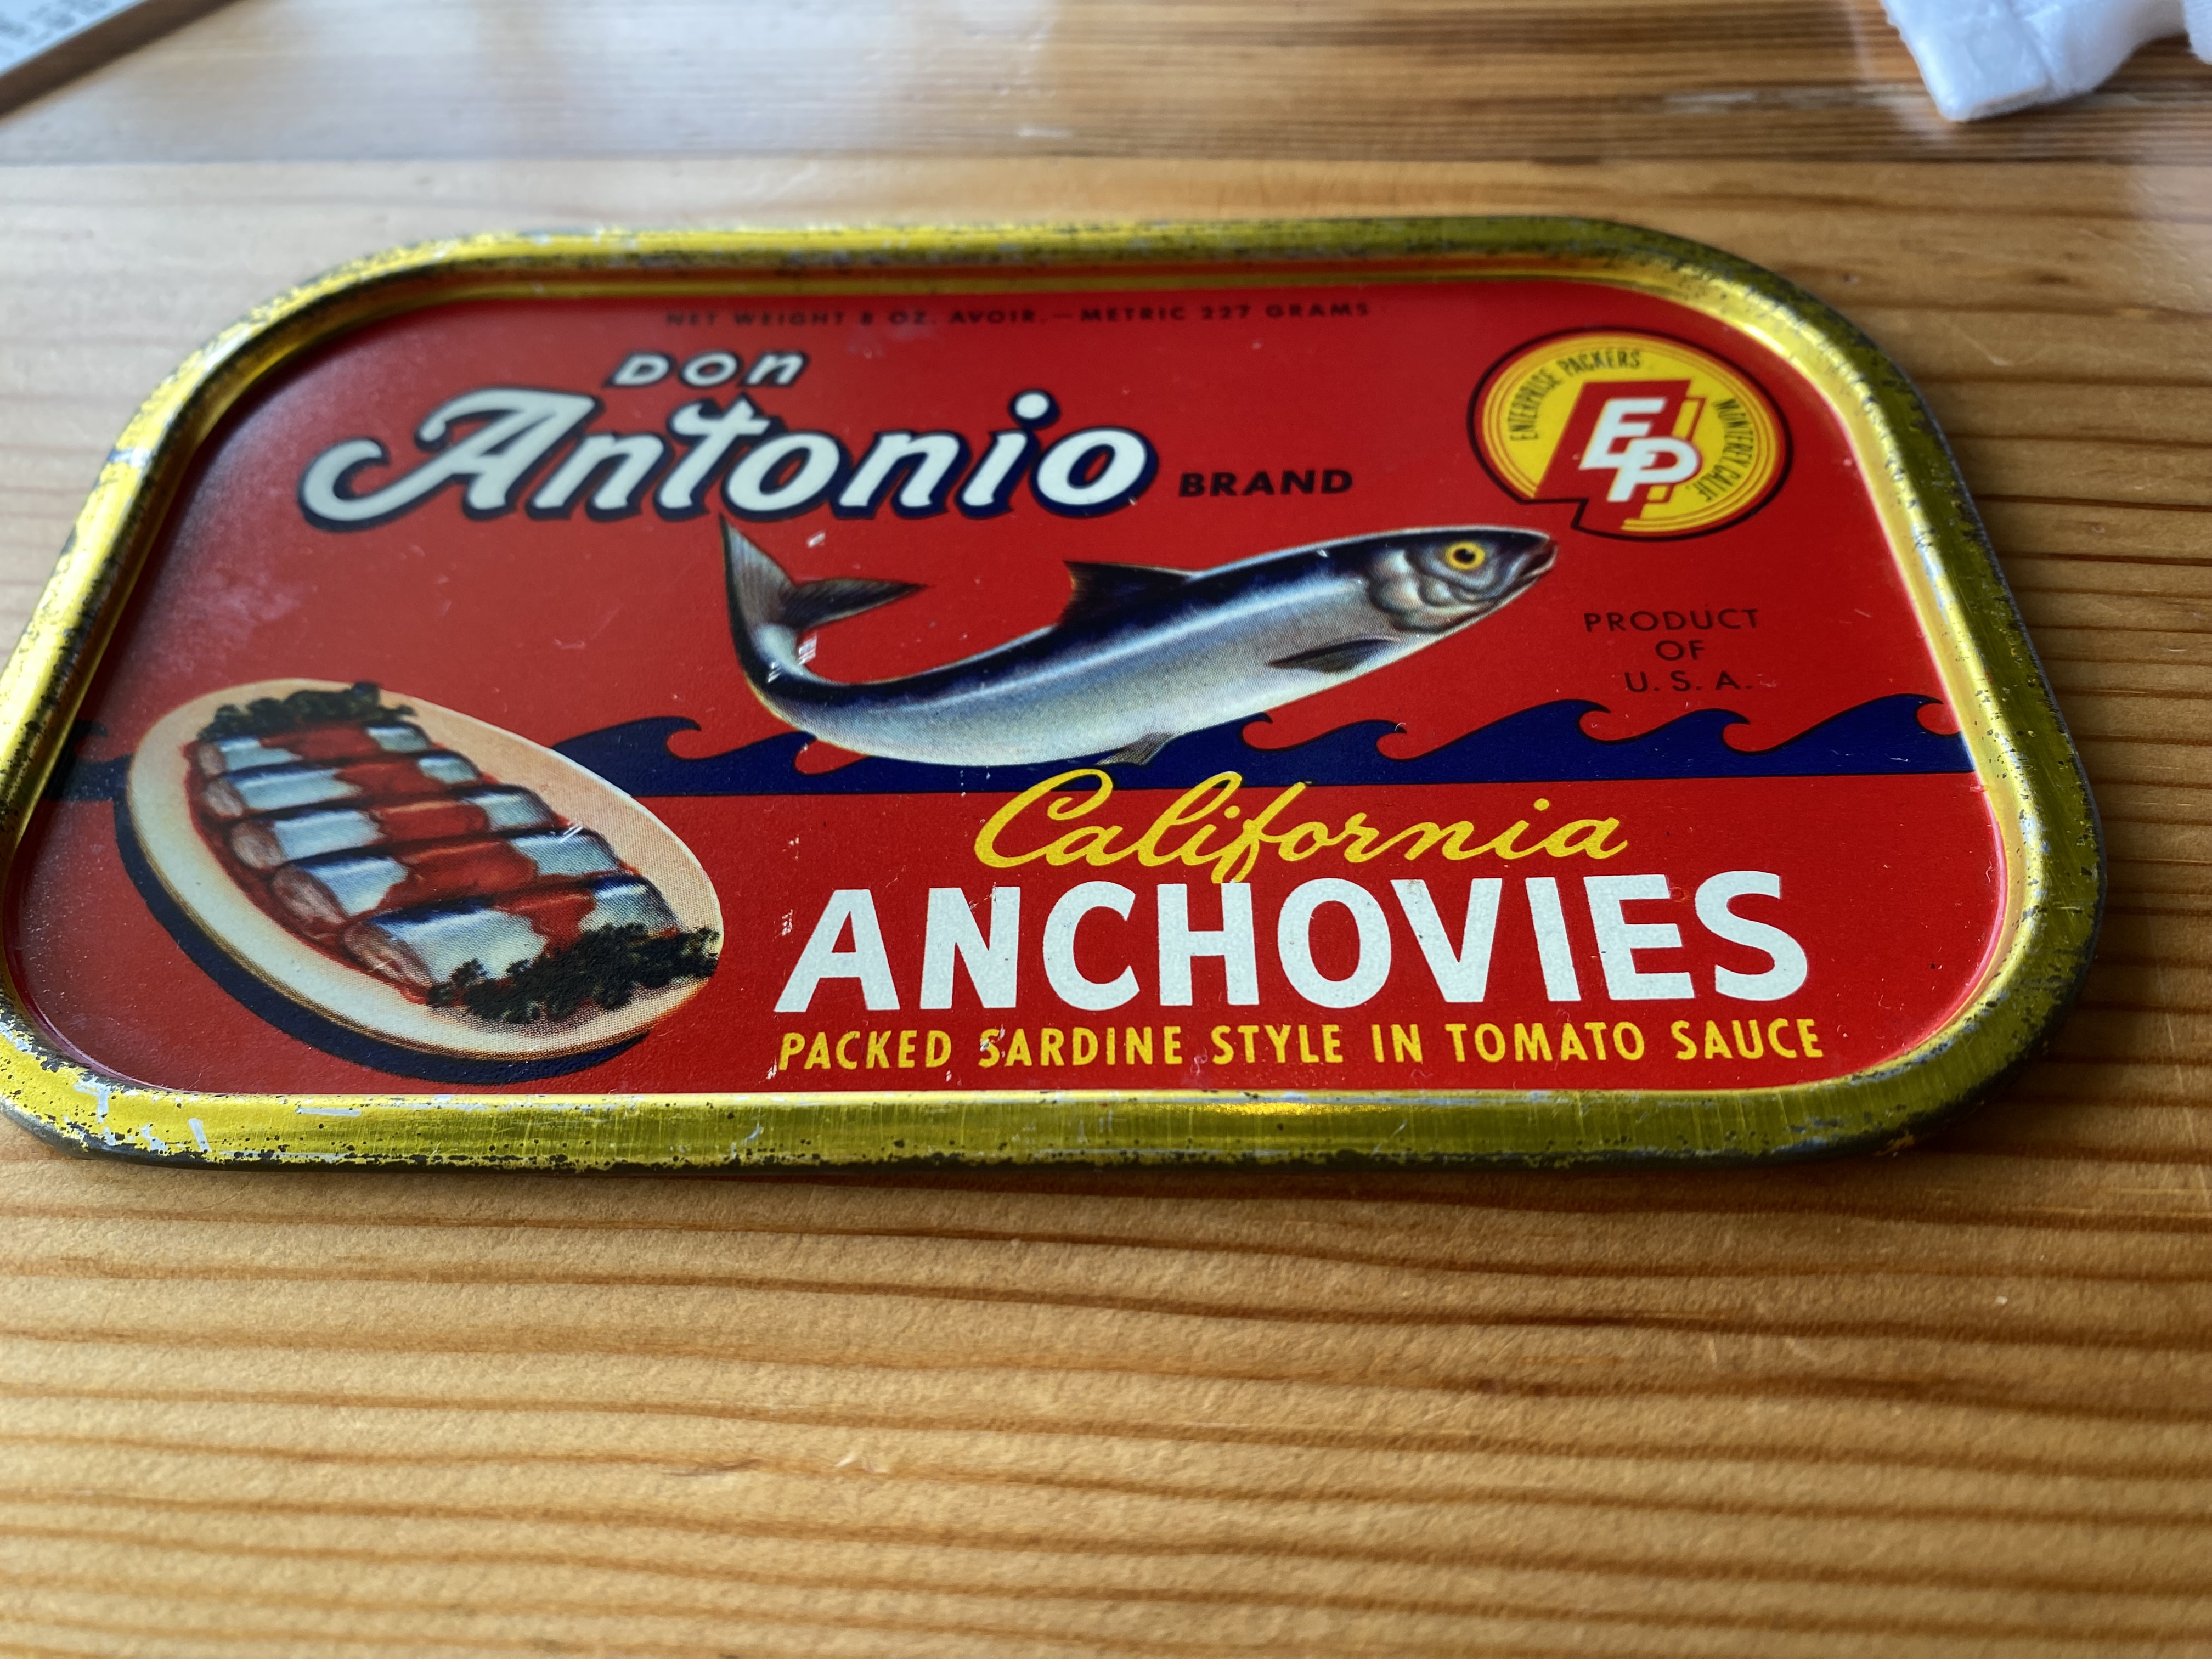 NET WEIGHT 8 OZ. AVOIR.—METRIC 227 GRAMS
DON
Antonio BRAND
ENTERPRISE PACKERS
MONTEREY CALIF.
EP
PRODUCT
OF
U. S. A.
California
ANCHOVIES
PACKED SARDINE STYLE IN TOMATO SAUCE